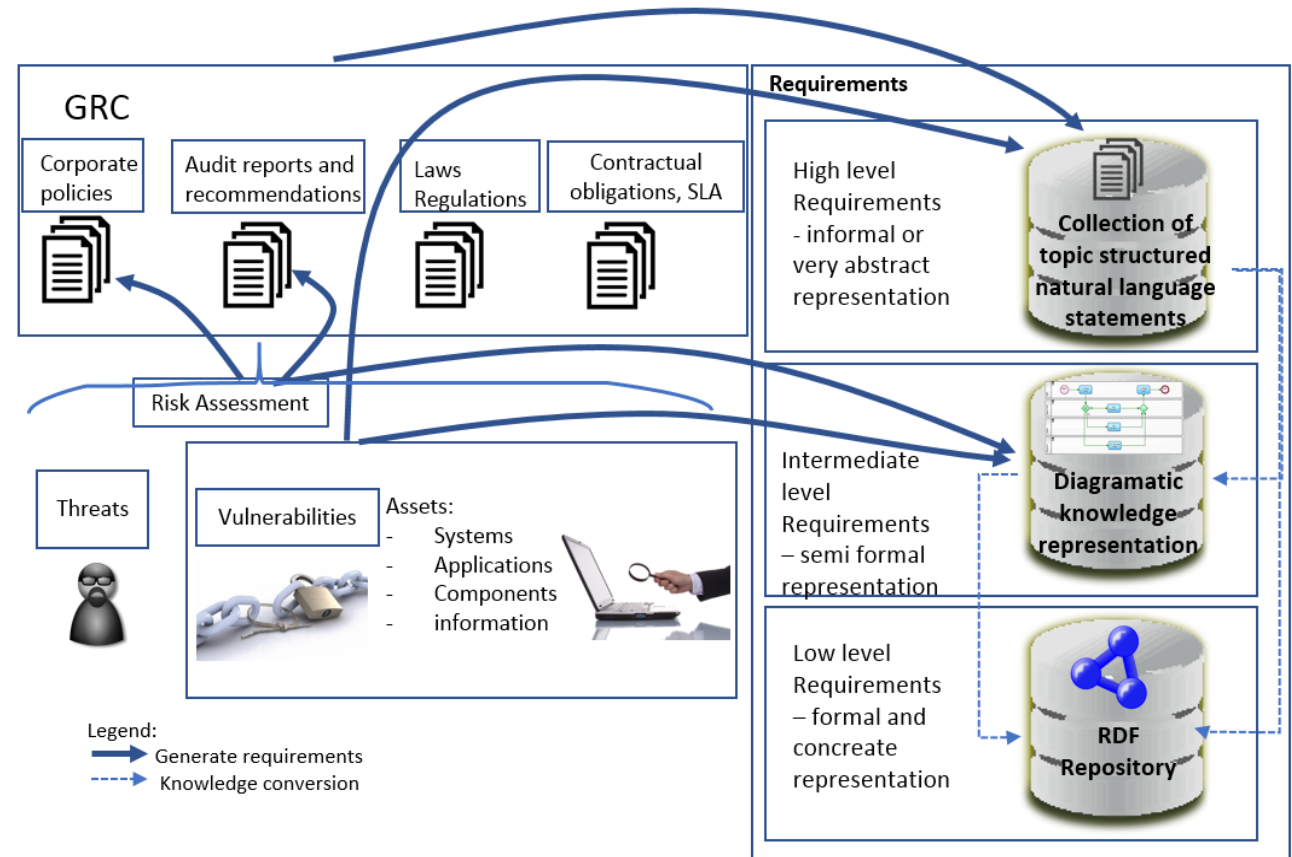 GRC
Corporate
policies
Audit reports and
recommendations
Laws
Regulations
Contractual
obligations, SLA
Risk Assessment
Threats
Vulnerabilities
Assets:
- Systems
- Applications
- Components
- information
Legend:
Generate requirements
Knowledge conversion
Requirements
High level
Requirements
- informal or
very abstract
representation
Collection of
topic structured
natural language
statements
Intermediate
level
Requirements
– semi formal
representation
Diagramatic
knowledge
representation
Low level
Requirements
– formal and
concreate
representation
RDF
Repository